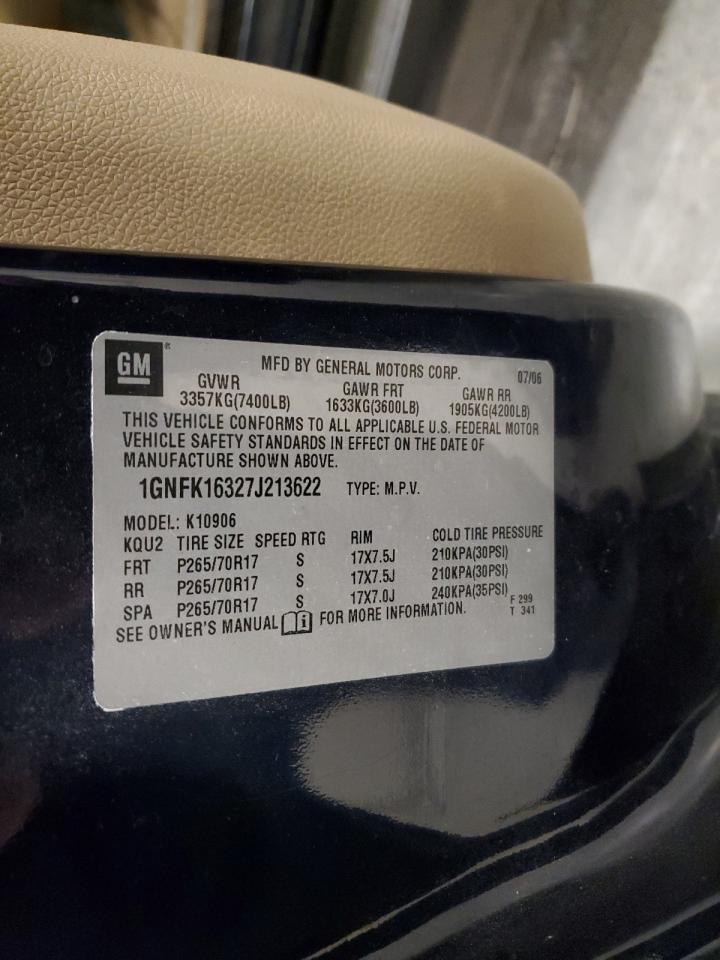 GM
MFD BY GENERAL MOTORS CORP. 07/06
GVWR GAWR FRT GAWR RR
3357KG(7400LB) 1633KG(3600LB) 1905KG(4200LB)
THIS VEHICLE CONFORMS TO ALL APPLICABLE U.S. FEDERAL MOTOR
VEHICLE SAFETY STANDARDS IN EFFECT ON THE DATE OF
MANUFACTURE SHOWN ABOVE.
1GNFK16327J213622 TYPE: M.P.V.
MODEL: K10906
KQU2 TIRE SIZE SPEED RTG RIM COLD TIRE PRESSURE
FRT P265/70R17 S 17X7.5J 210KPA(30PSI)
RR P265/70R17 S 17X7.5J 210KPA(30PSI)
SPA P265/70R17 S 17X7.0J 240KPA(35PSI)
SEE OWNER'S MANUAL i FOR MORE INFORMATION.
F 299
T 341